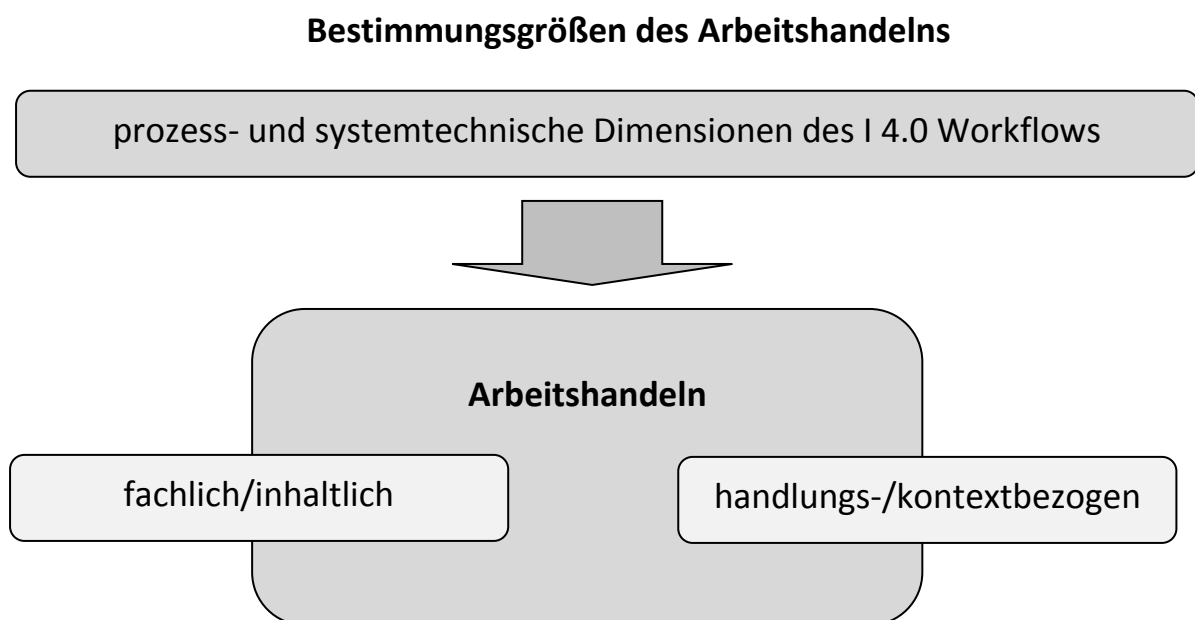 Bestimmungsgrößen des Arbeitshandelns
prozess- und systemtechnische Dimensionen des I 4.0 Workflows
Arbeitshandeln
fachlich/inhaltlich
handlungs-/kontextbezogen